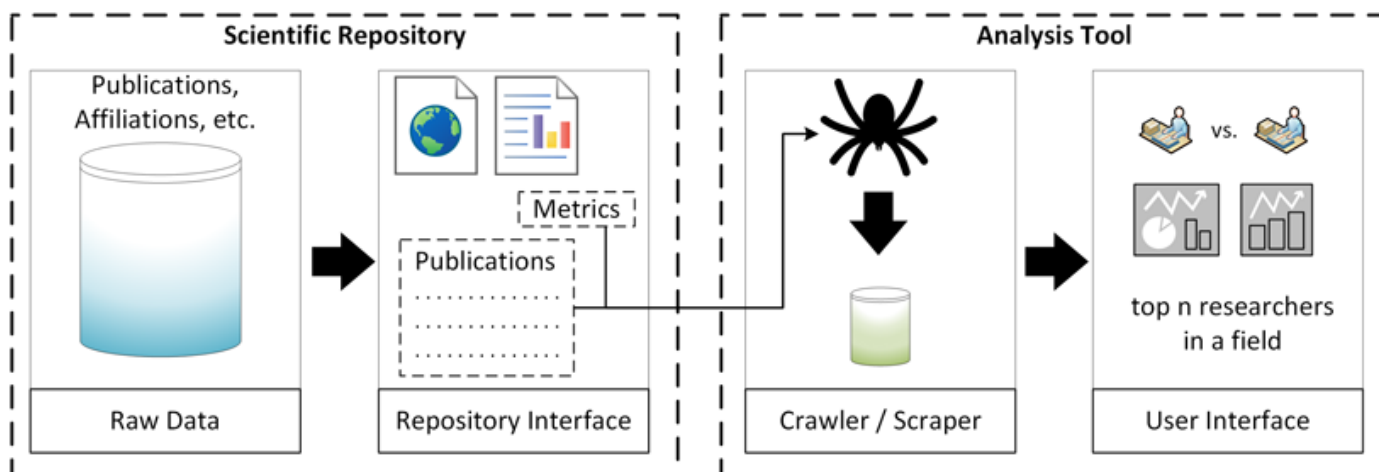 Scientific Repository
Publications,
Affiliations, etc.
Metrics
Publications
. . . . . . . . . . . . . . .
. . . . . . . . . . . . . . .
. . . . . . . . . . . . . . .
Raw Data
Repository Interface
Analysis Tool
vs.
top n researchers
in a field
Crawler / Scraper
User Interface